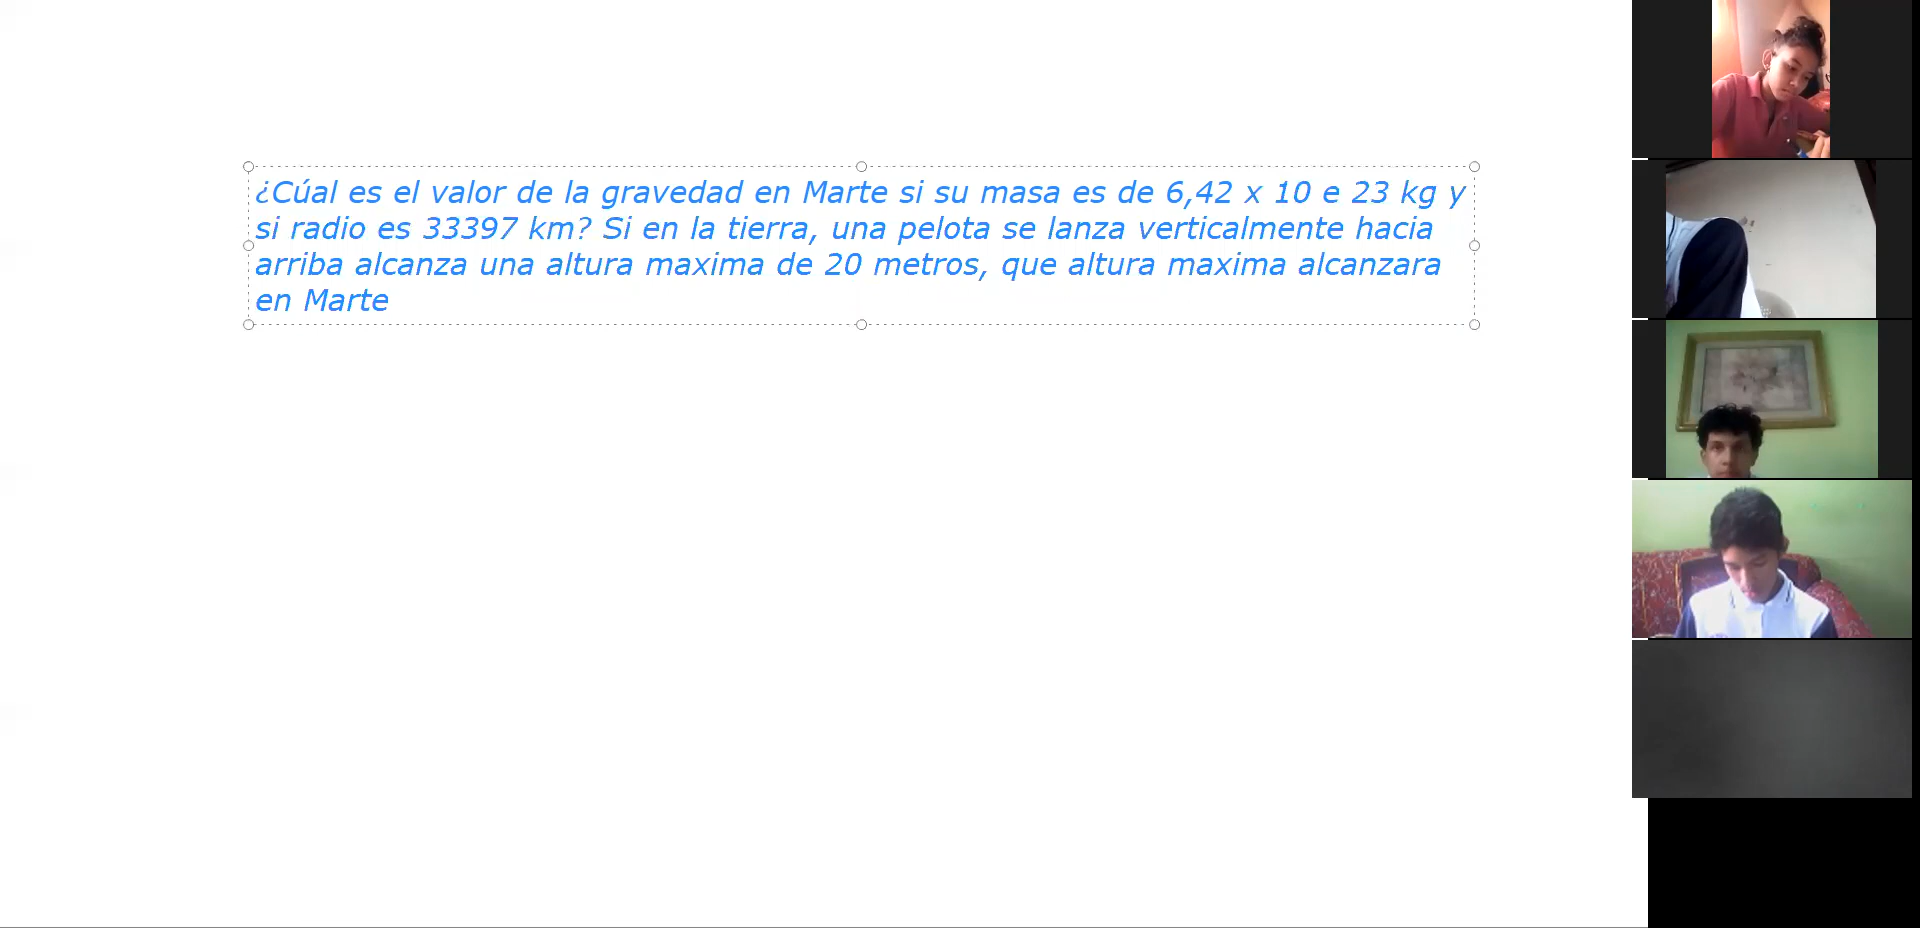 ¿Cúal es el valor de la gravedad en Marte si su masa es de 6,42 x 10 e 23 kg y
si radio es 33397 km? Si en la tierra, una pelota se lanza verticalmente hacia
arriba alcanza una altura maxima de 20 metros, que altura maxima alcanzara
en Marte